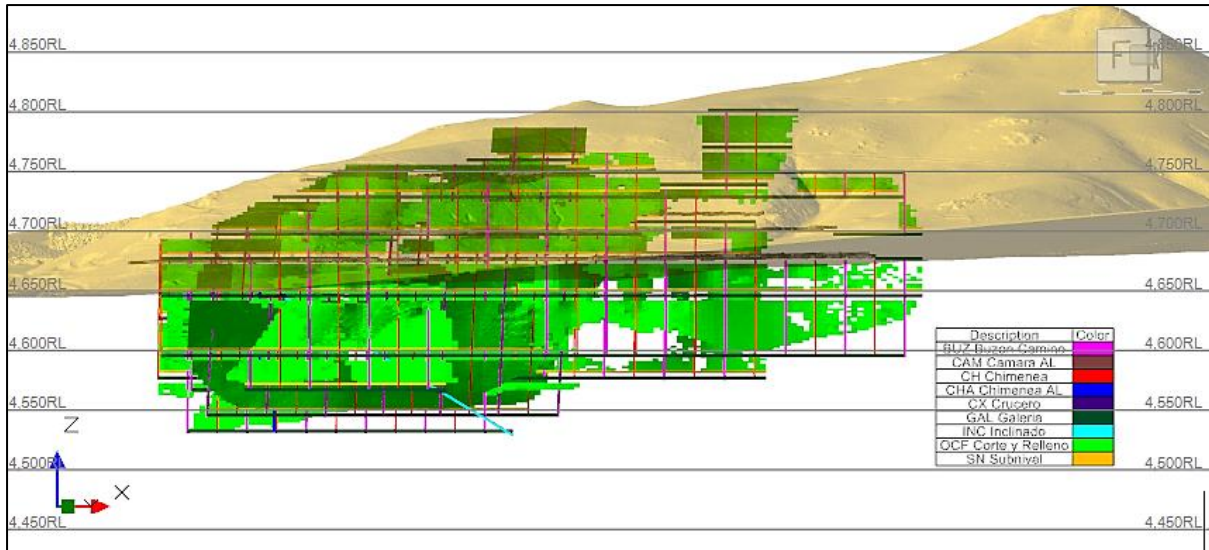 4.850RL
4.850RL
F
R
4.800RL
4.800RL
4.750RL
4.750RL
4.700RL
4.700RL
4.650RL
4.650RL
4.600RL
4.600RL
4.550RL
4.550RL
4.500RL
4.500RL
4.450RL
4.450RL
Description Color
BUZ Buzon Camino
CAM Camara AL
CH Chimenea
CHA Chimenea AL
CX Crucero
GAL Galeria
INC Inclinado
OCF Corte y Relleno
SN Subnivel
Z
X